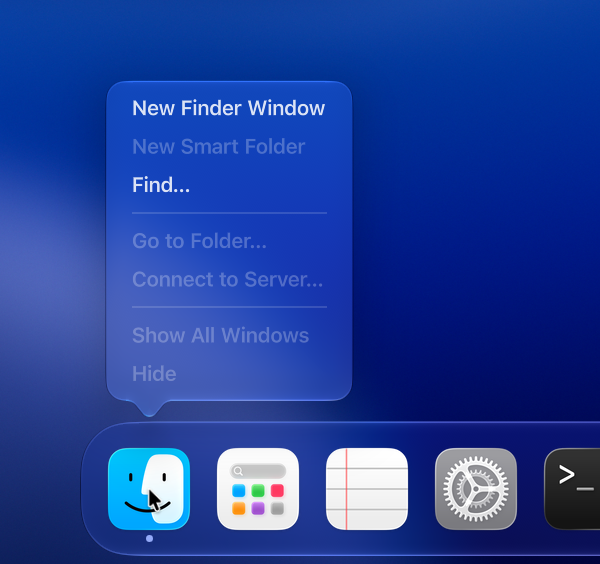 New Finder Window
New Smart Folder
Find...
Go to Folder...
Connect to Server...
Show All Windows
Hide
>_